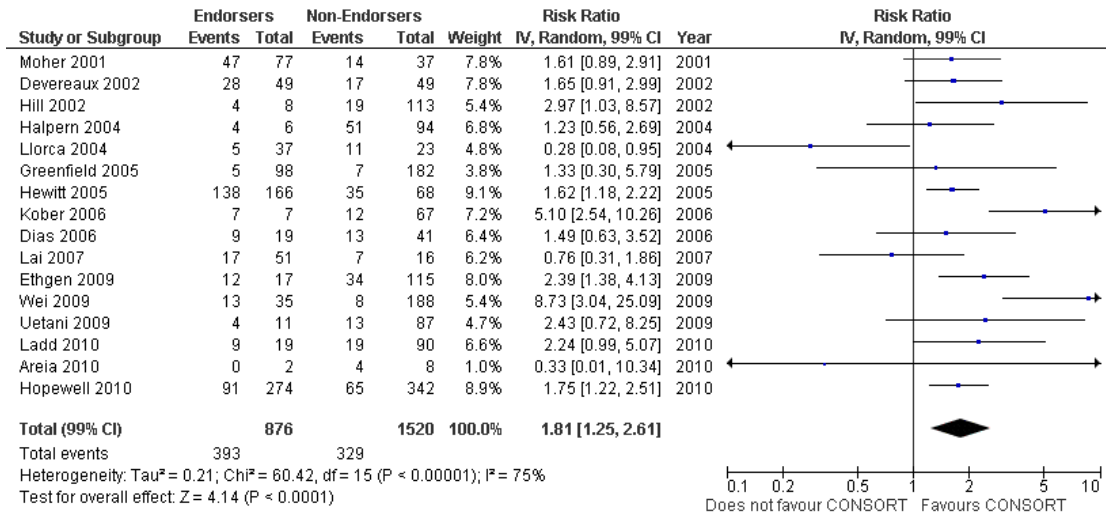 Endorsers Non-Endorsers Risk Ratio Risk Ratio
Study or Subgroup Events Total Events Total Weight IV, Random, 99% CI Year IV, Random, 99% CI
Moher 2001 47 77 14 37 7.8% 1.61 [0.89, 2.91] 2001
Devereaux 2002 28 49 17 49 7.8% 1.65 [0.91, 2.99] 2002
Hill 2002 4 8 19 113 5.4% 2.97 [1.03, 8.57] 2002
Halpern 2004 4 6 51 94 6.8% 1.23 [0.56, 2.69] 2004
Llorca 2004 5 37 11 23 4.8% 0.28 [0.08, 0.95] 2004
Greenfield 2005 5 98 7 182 3.8% 1.33 [0.30, 5.79] 2005
Hewitt 2005 138 166 35 68 9.1% 1.62 [1.18, 2.22] 2005
Kober 2006 7 7 12 67 7.2% 5.10 [2.54, 10.26] 2006
Dias 2006 9 19 13 41 6.4% 1.49 [0.63, 3.52] 2006
Lai 2007 17 51 7 16 6.2% 0.76 [0.31, 1.86] 2007
Ethgen 2009 12 17 34 115 8.0% 2.39 [1.38, 4.13] 2009
Wei 2009 13 35 8 188 5.4% 8.73 [3.04, 25.09] 2009
Uetani 2009 4 11 13 87 4.7% 2.43 [0.72, 8.25] 2009
Ladd 2010 9 19 19 90 6.6% 2.24 [0.99, 5.07] 2010
Areia 2010 0 2 4 8 1.0% 0.33 [0.01, 10.34] 2010
Hopewell 2010 91 274 65 342 8.9% 1.75 [1.22, 2.51] 2010
Total (99% CI) 876 1520 100.0% 1.81 [1.25, 2.61]
Total events 393 329
Heterogeneity: Tau² = 0.21; Chi² = 60.42, df = 15 (P < 0.00001); I² = 75%
Test for overall effect: Z = 4.14 (P < 0.0001)
0.1 0.2 0.5 1 2 5 10
Does not favour CONSORT Favours CONSORT